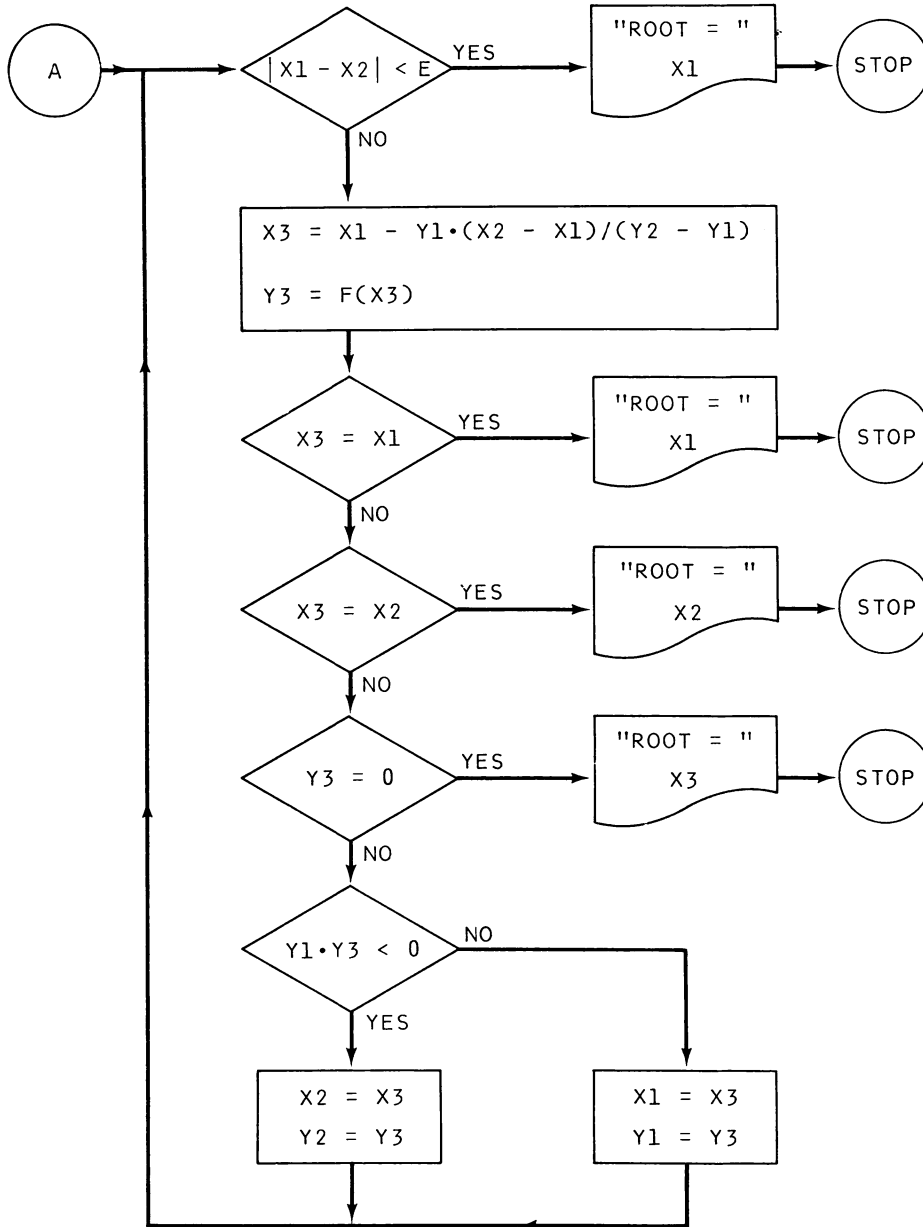 A
|X1 - X2| < E
YES
"ROOT = "
X1
STOP
NO
X3 = X1 - Y1•(X2 - X1)/(Y2 - Y1)
Y3 = F(X3)
X3 = X1
YES
"ROOT = "
X1
STOP
NO
X3 = X2
YES
"ROOT = "
X2
STOP
NO
Y3 = 0
YES
"ROOT = "
X3
STOP
NO
Y1•Y3 < 0
NO
YES
X2 = X3
Y2 = Y3
X1 = X3
Y1 = Y3